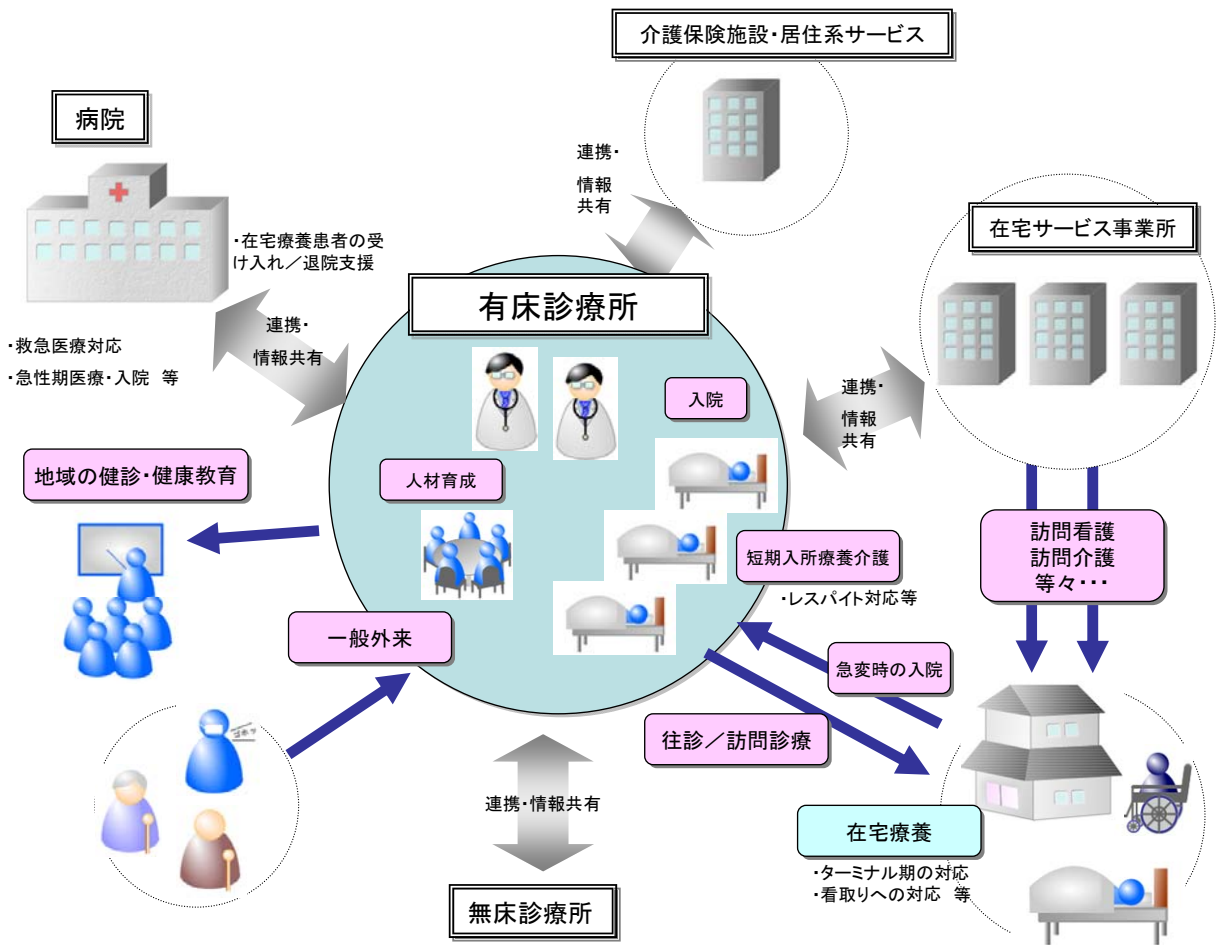 介護保険施設・居住系サービス
病院
連携・
情報
共有
在宅サービス事業所
・在宅療養患者の受
け入れ／退院支援
有床診療所
連携・
情報共有
・救急医療対応
・急性期医療・入院 等
入院
連携・
情報
共有
地域の健診・健康教育
人材育成
訪問看護
訪問介護
等々・・・
短期入所療養介護
・レスパイト対応等
一般外来
急変時の入院
往診／訪問診療
連携・情報共有
在宅療養
・ターミナル期の対応
・看取りへの対応 等
無床診療所